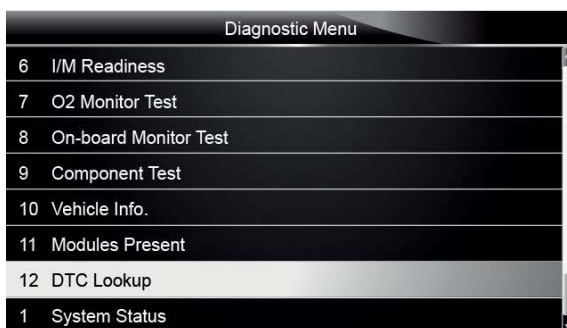 Diagnostic Menu
6 I/M Readiness
7 O2 Monitor Test
8 On-board Monitor Test
9 Component Test
10 Vehicle Info.
11 Modules Present
12 DTC Lookup
1 System Status